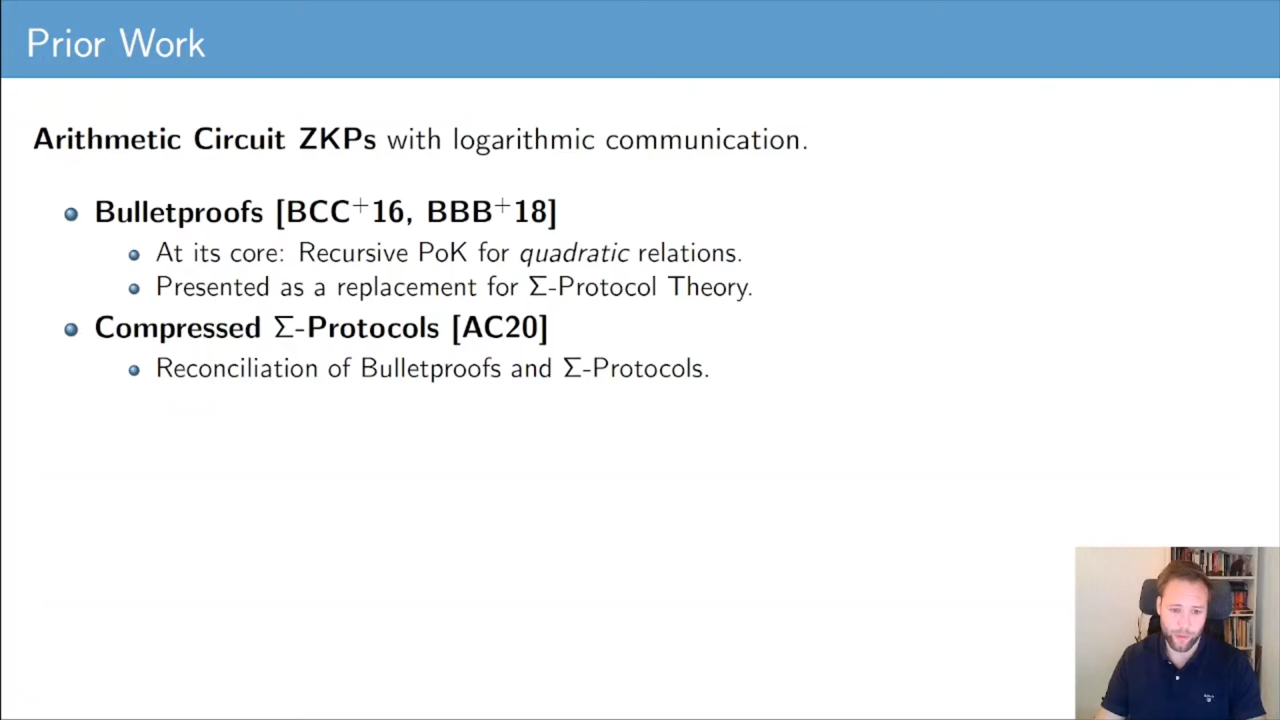 Prior Work
Arithmetic Circuit ZKPs with logarithmic communication.
Bulletproofs [BCC+16, BBB+18]
At its core: Recursive PoK for quadratic relations.
Presented as a replacement for Σ-Protocol Theory.
Compressed Σ-Protocols [AC20]
Reconciliation of Bulletproofs and Σ-Protocols.